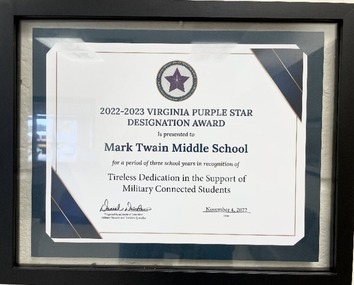 2022-2023 VIRGINIA PURPLE STAR
DESIGNATION AWARD
Is presented to
Mark Twain Middle School
for a period of three school years in recognition of
Tireless Dedication in the Support of
Military Connected Students
November 4, 2022